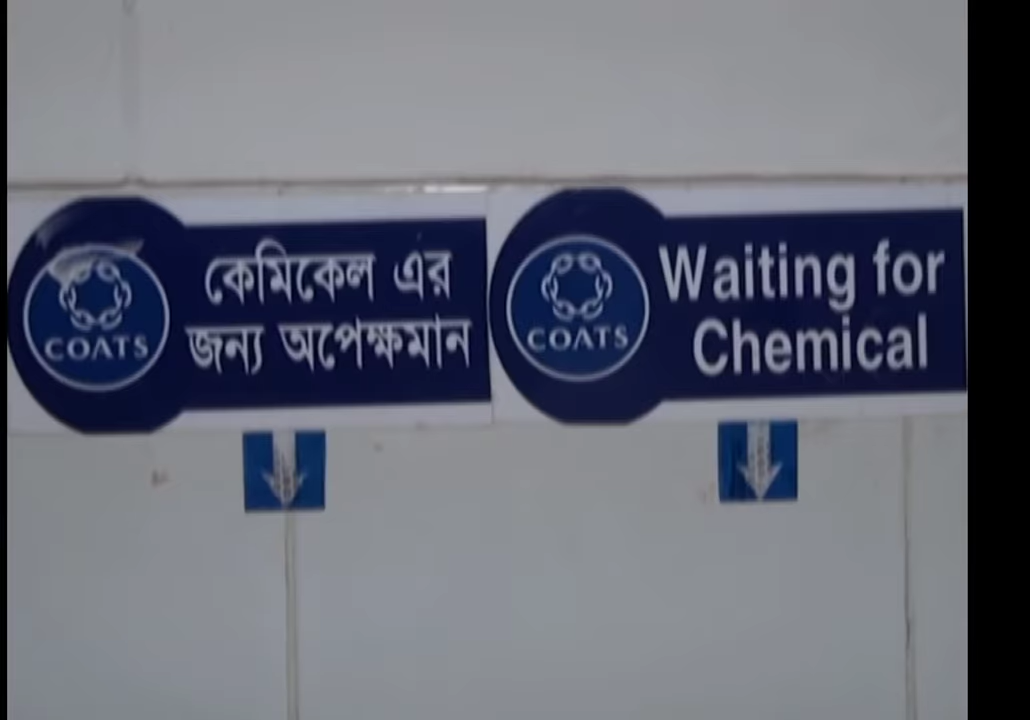 COATS
কেমিকেল এর
জন্য অপেক্ষমান
COATS
Waiting for
Chemical